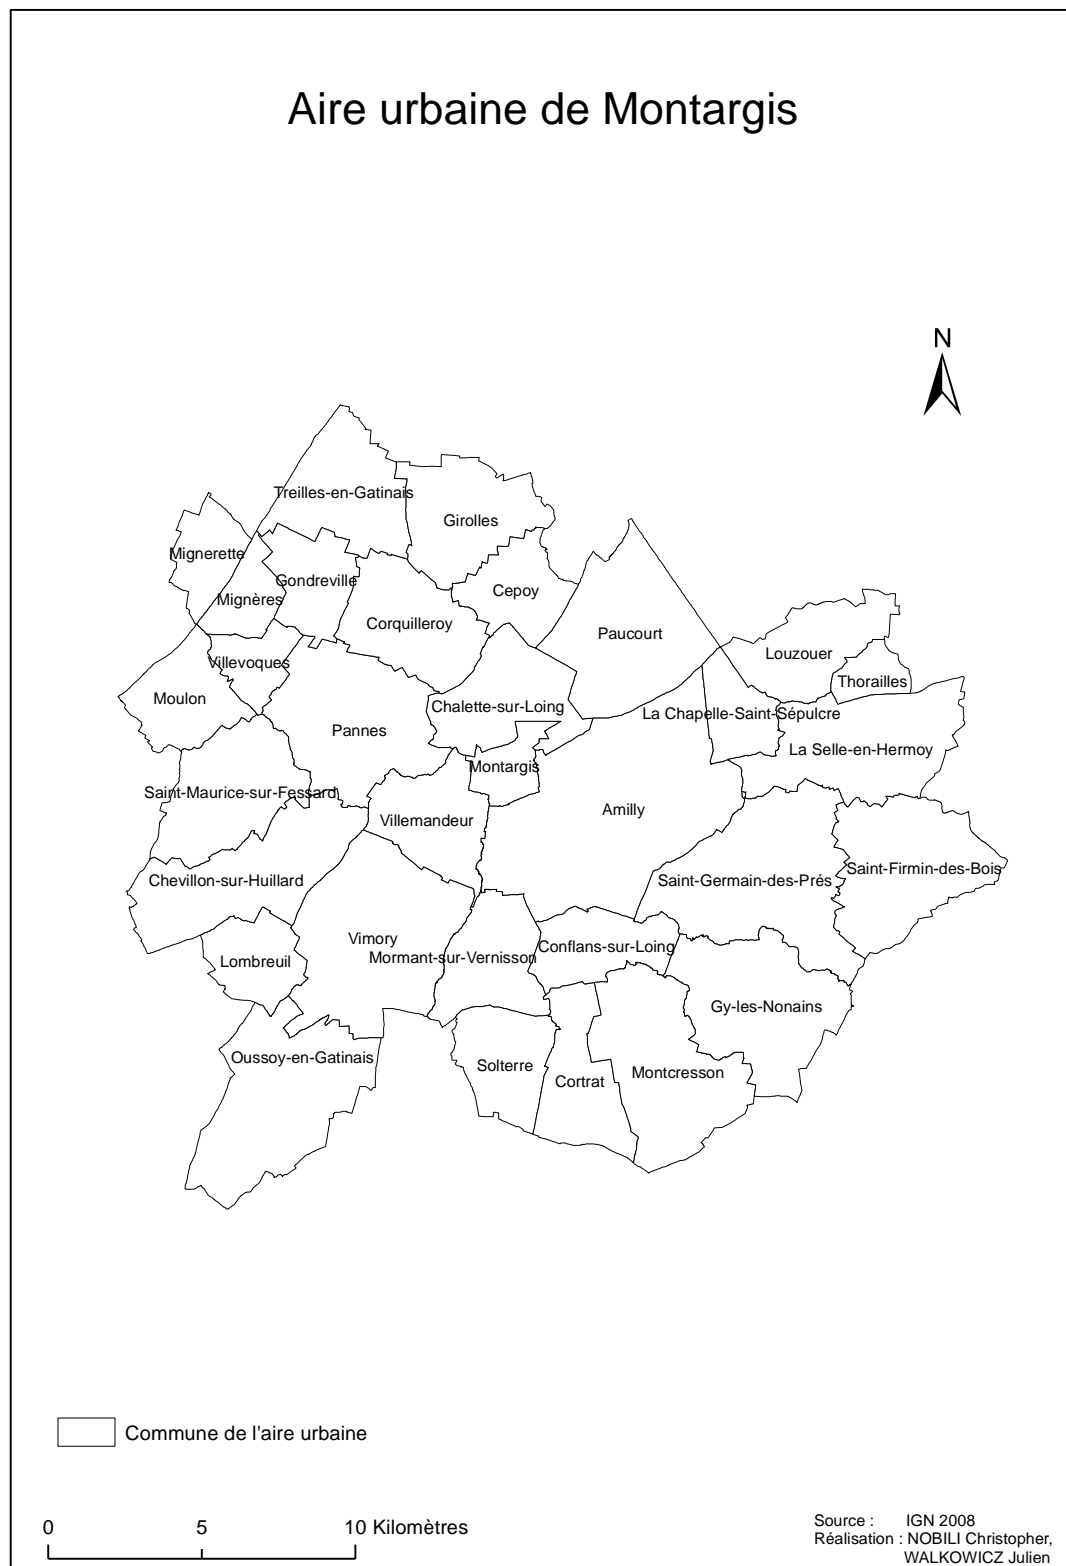 Aire urbaine de Montargis
N
Treilles-en-Gatinais
Girolles
Mignerette
Gondreville
Cepoy
Mignères
Corquilleroy
Paucourt
Louzouer
Villevoques
Thorailles
Moulon
Chalette-sur-Loing
La Chapelle-Saint-Sépulcre
Pannes
La Selle-en-Hermoy
Montargis
Saint-Maurice-sur-Fessard
Amilly
Villemandeur
Saint-Firmin-des-Bois
Chevillon-sur-Huillard
Saint-Germain-des-Prés
Vimory
Conflans-sur-Loing
Mormant-sur-Vernisson
Lombreuil
Gy-les-Nonains
Oussoy-en-Gatinais
Solterre
Montcresson
Cortrat
Commune de l'aire urbaine
0 5 10 Kilomètres
Source : IGN 2008
Réalisation : NOBILI Christopher,
WALKOWICZ Julien